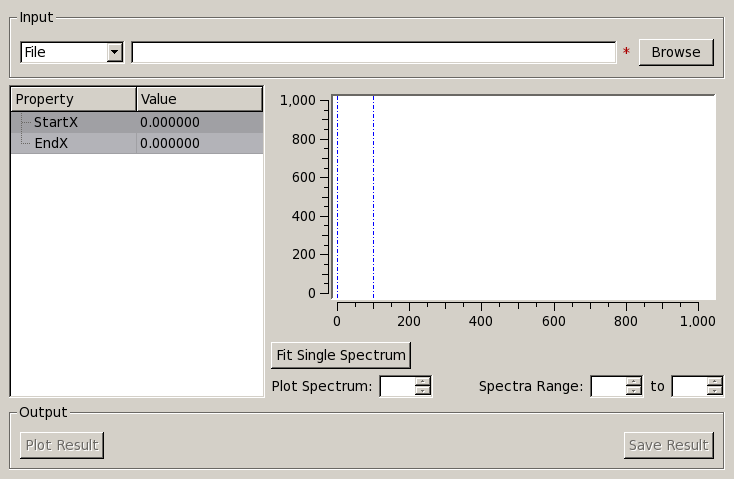 Input
File * Browse
Property Value
StartX 0.000000
EndX 0.000000
1,000
800
600
400
200
0
0 200 400 600 800 1,000
Fit Single Spectrum
Plot Spectrum: Spectra Range: to
Output
Plot Result Save Result